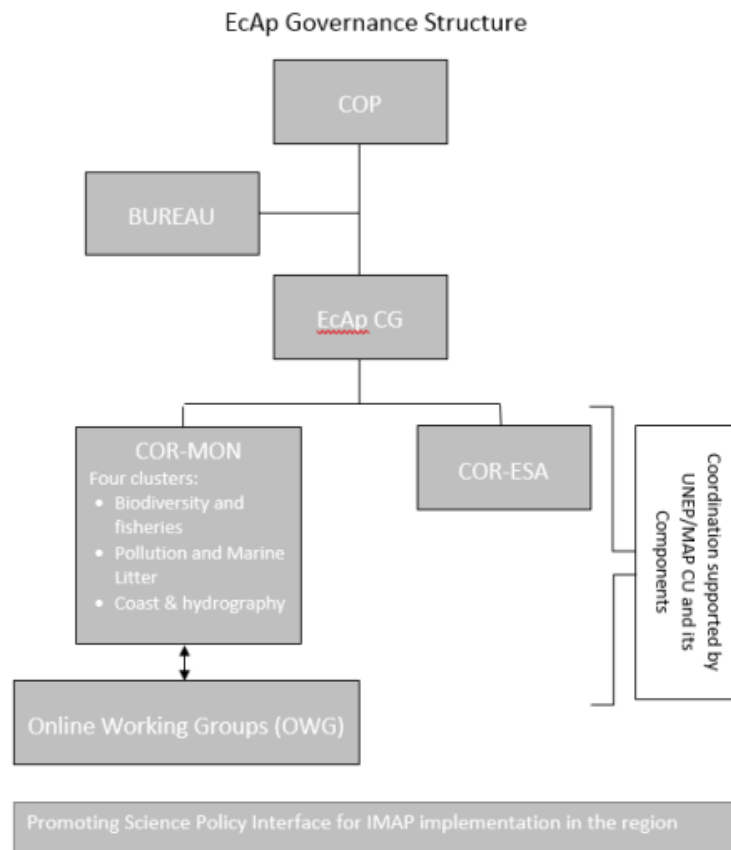 EcAp Governance Structure
COP
BUREAU
EcAp CG
COR-MON
Four clusters:
• Biodiversity and
fisheries
• Pollution and Marine
Litter
• Coast & hydrography
COR-ESA
Coordination supported by
UNEP/MAP CU and its
Components
Online Working Groups (OWG)
Promoting Science Policy Interface for IMAP implementation in the region